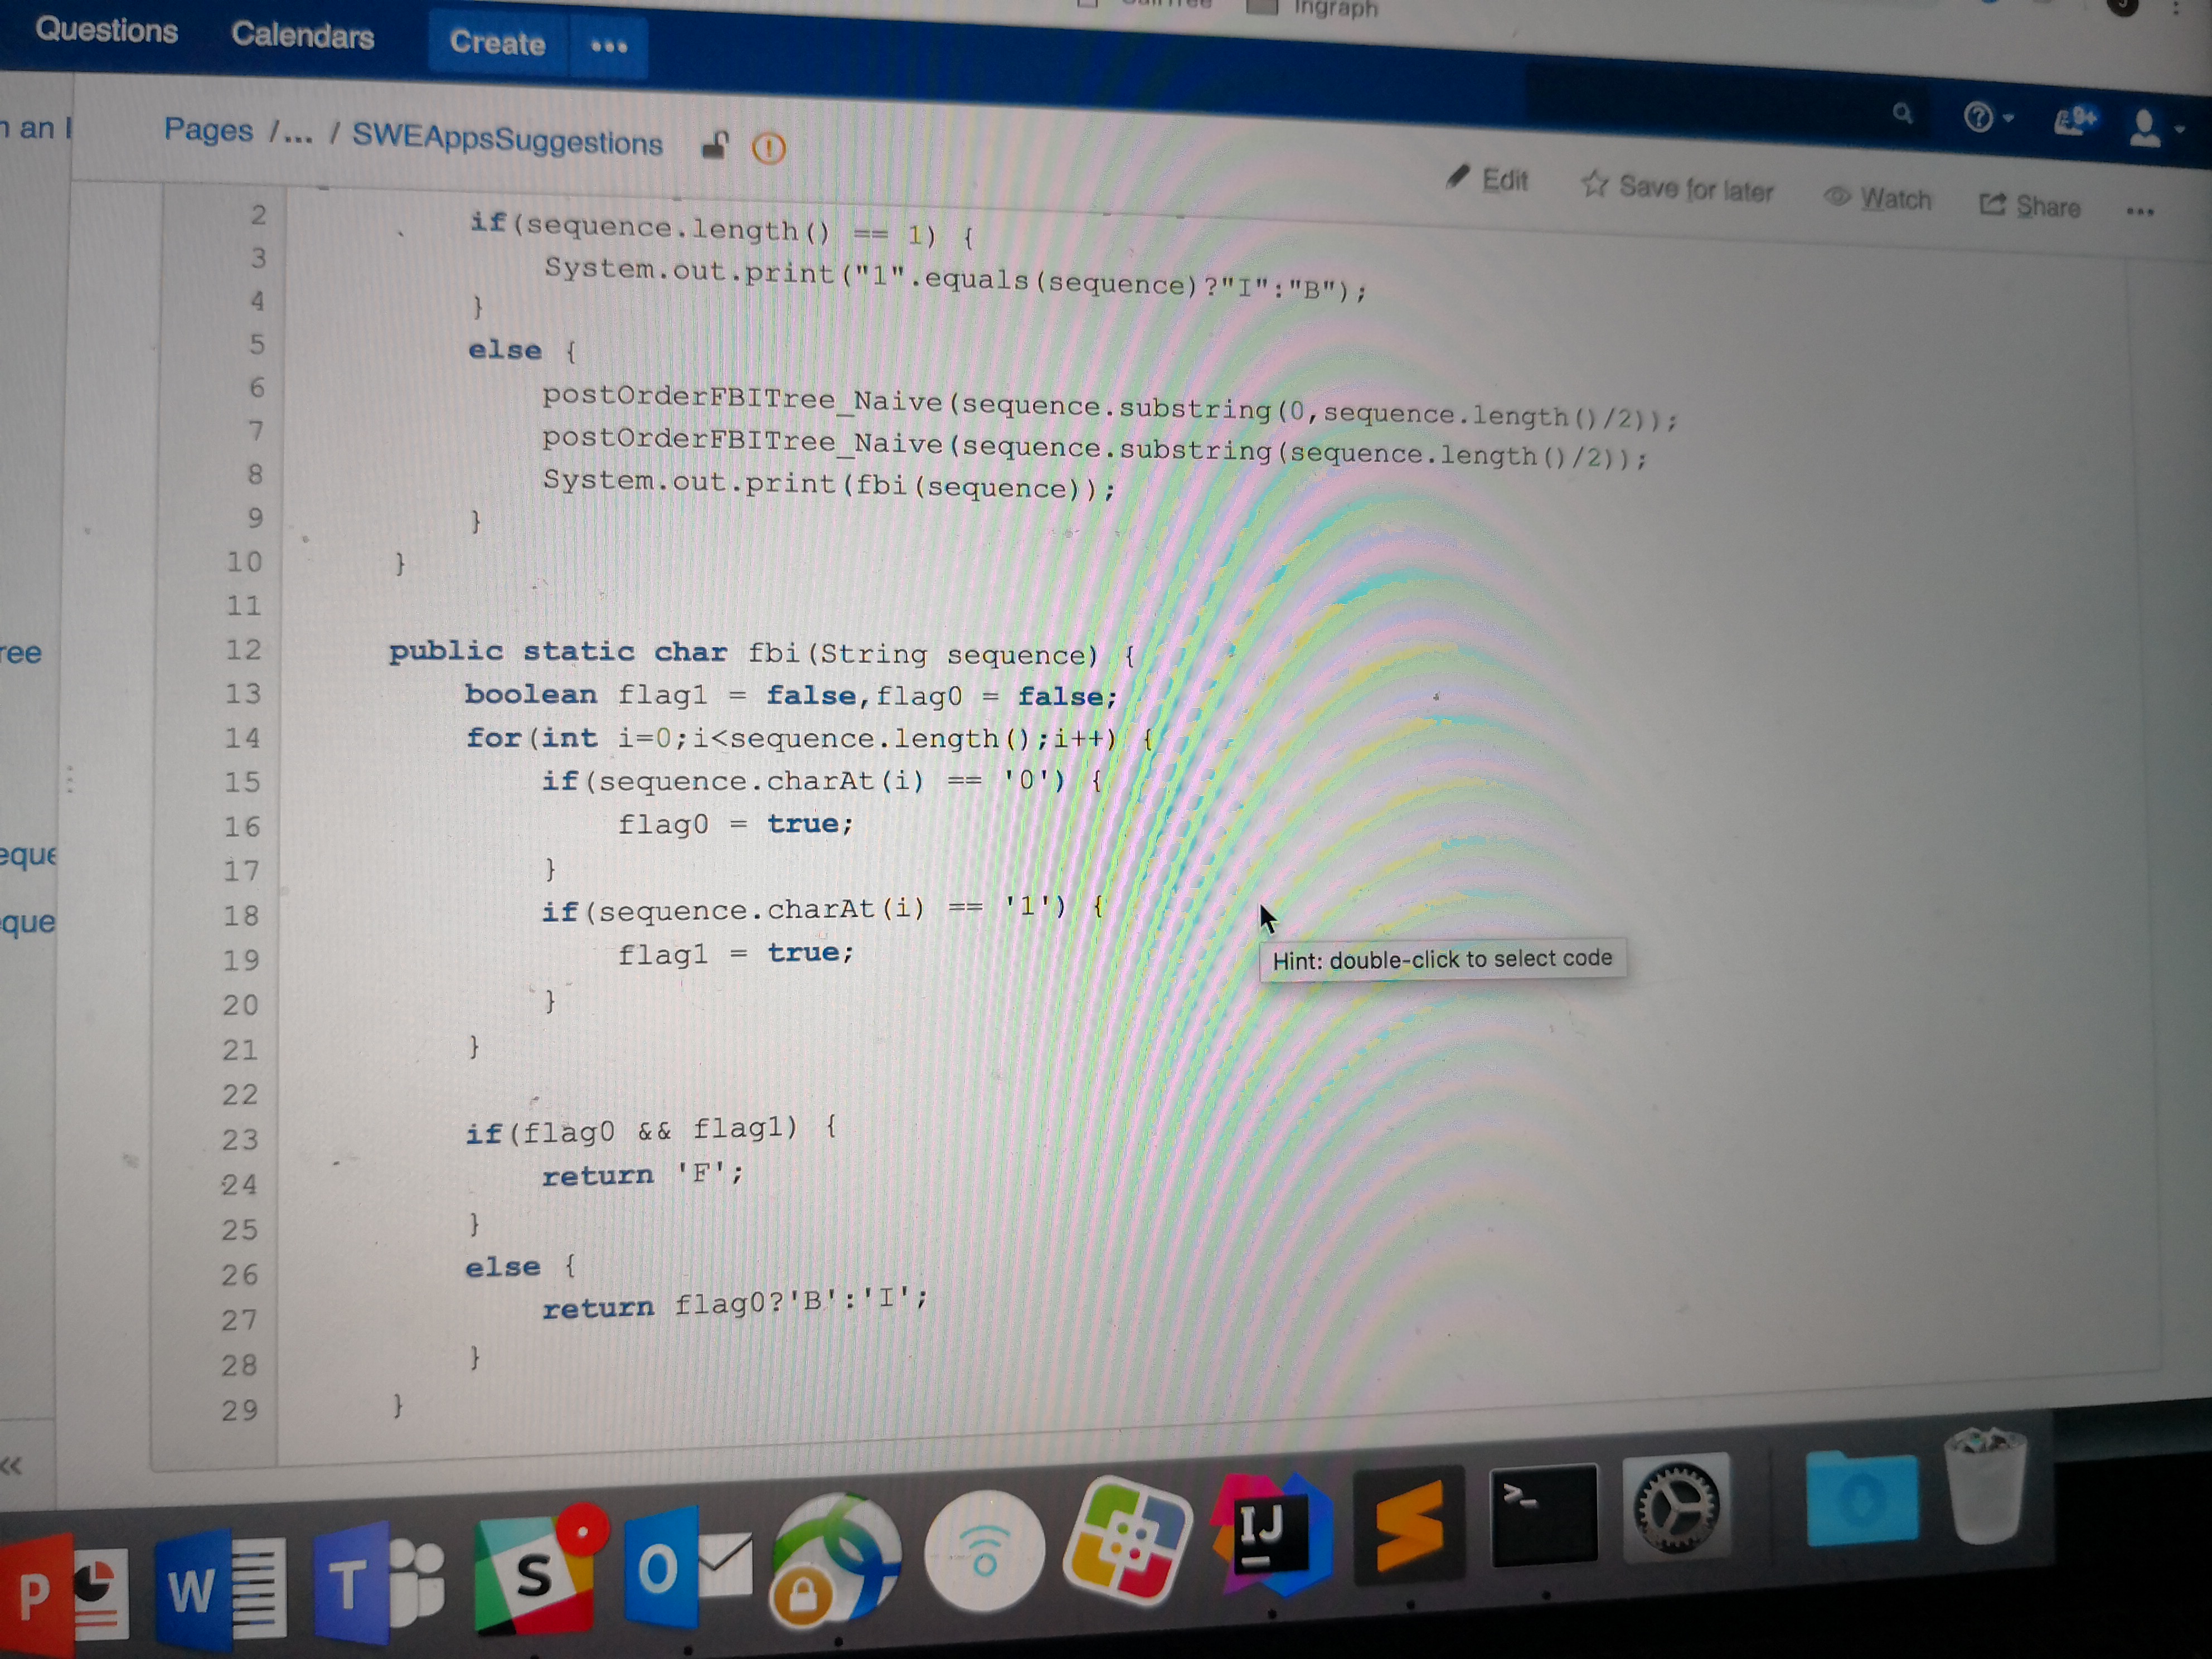 Ingraph
Questions Calendars Create •••
n an I
Pages /... / SWEAppsSuggestions
9+
Edit Save for later Watch Share •••
2 if(sequence.length() == 1) {
3 System.out.print("1".equals(sequence)?"I":"B");
4 }
5 else {
6 postOrderFBITree_Naive(sequence.substring(0,sequence.length()/2));
7 postOrderFBITree_Naive(sequence.substring(sequence.length()/2));
8 System.out.print(fbi(sequence));
9 }
10 }
11
12 public static char fbi(String sequence) {
13 boolean flag1 = false,flag0 = false;
14 for(int i=0;i<sequence.length();i++) {
15 if(sequence.charAt(i) == '0') {
16 flag0 = true;
17 }
18 if(sequence.charAt(i) == '1') {
19 flag1 = true;
20 }
21 }
22
23 if(flag0 && flag1) {
24 return 'F';
25 }
26 else {
27 return flag0?'B':'I';
28 }
29 }
ree
eque
que
Hint: double-click to select code
<<
P W T S O IJ >_